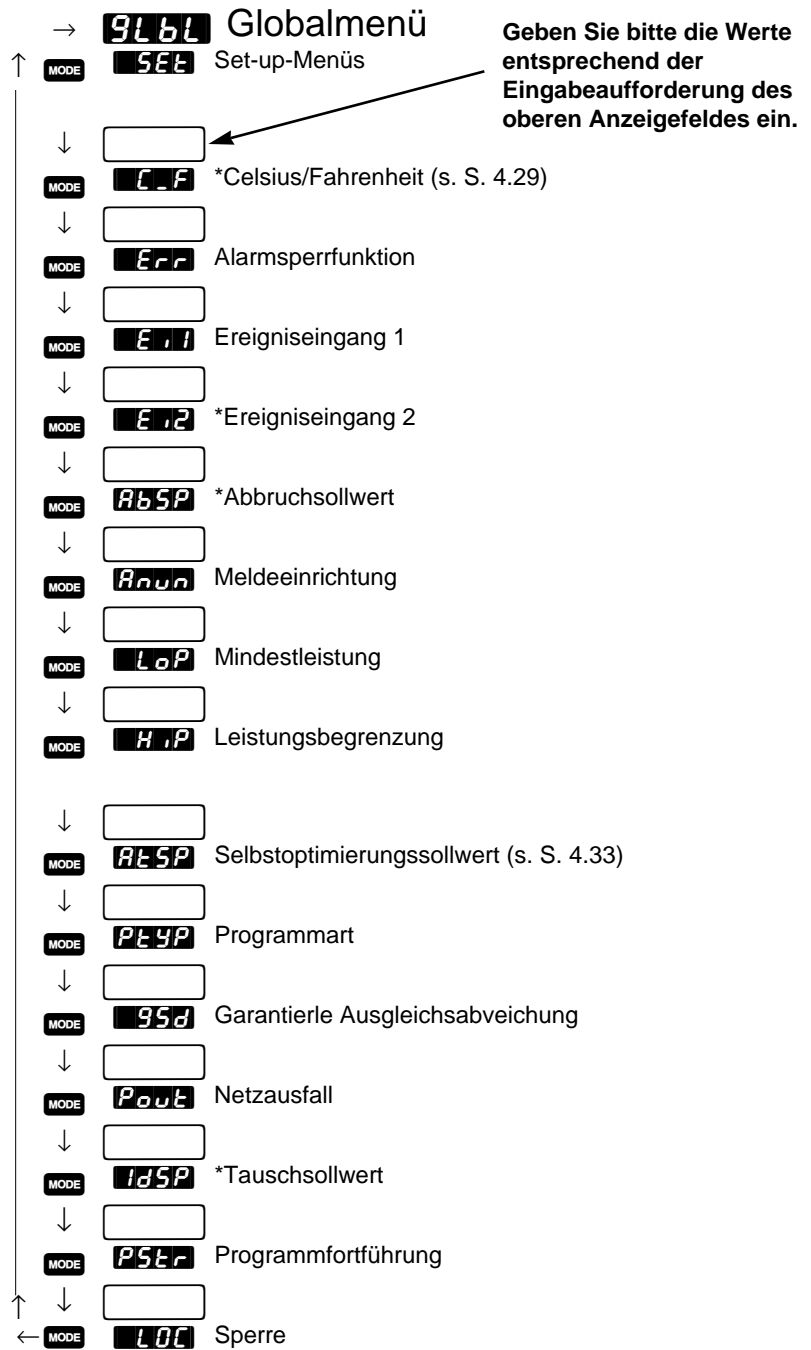 → 9LbL Globalmenü
Geben Sie bitte die Werte
entsprechend der
Eingabeaufforderung des
oberen Anzeigefeldes ein.
↑ MODE SEt Set-up-Menüs
↓
MODE C_F *Celsius/Fahrenheit (s. S. 4.29)
↓
MODE Err Alarmsperrfunktion
↓
MODE Ei1 Ereigniseingang 1
↓
MODE Ei2 *Ereigniseingang 2
↓
MODE AbSP *Abbruchsollwert
↓
MODE Anun Meldeeinrichtung
↓
MODE LoP Mindestleistung
↓
MODE HiP Leistungsbegrenzung
↓
MODE AtSP Selbstoptimierungssollwert (s. S. 4.33)
↓
MODE PtYP Programmart
↓
MODE 9Sd Garantierle Ausgleichsabveichung
↓
MODE Pout Netzausfall
↓
MODE IdSP *Tauschsollwert
↓
MODE PStr Programmfortführung
↑ ↓
← MODE LOC Sperre